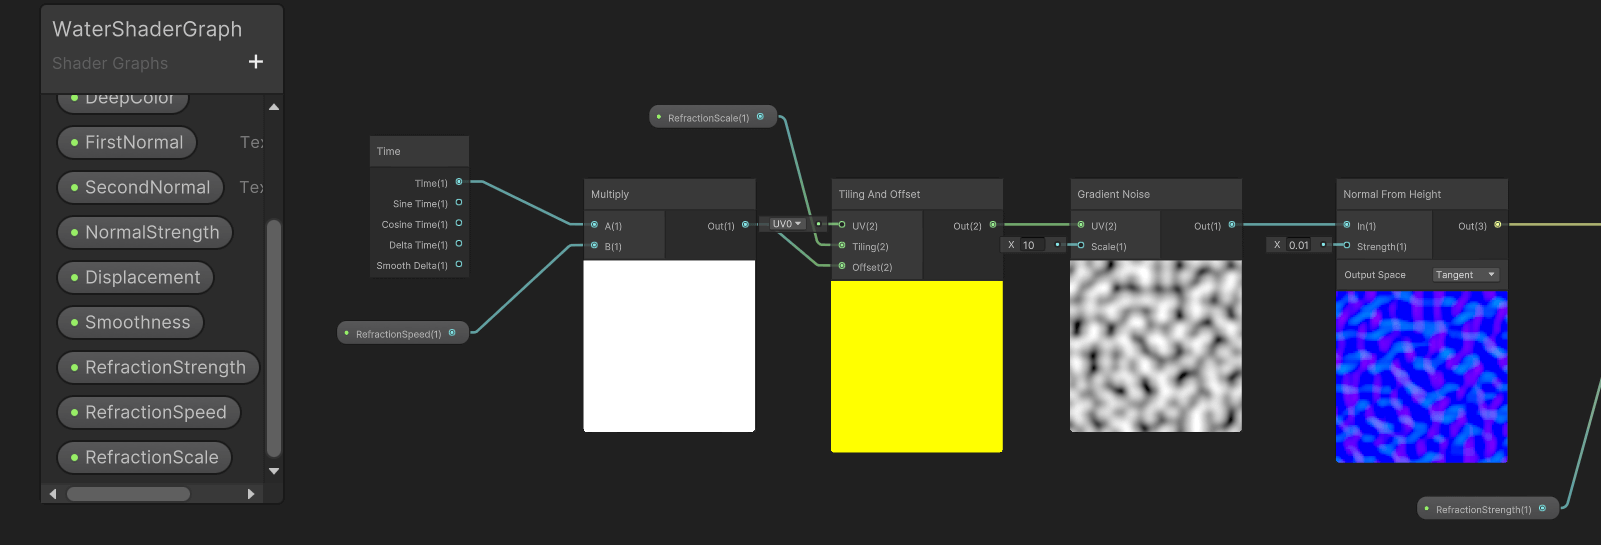 WaterShaderGraph
Shader Graphs
+
DeepColor
FirstNormal Te
SecondNormal Te
NormalStrength
Displacement
Smoothness
RefractionStrength
RefractionSpeed
RefractionScale
RefractionScale(1)
Time
Time(1)
Sine Time(1)
Cosine Time(1)
Delta Time(1)
Smooth Delta(1)
RefractionSpeed(1)
Multiply
A(1) Out(1)
B(1)
UV0
Tiling And Offset
UV(2) Out(2)
Tiling(2)
Offset(2)
X 10
Gradient Noise
UV(2) Out(1)
Scale(1)
X 0.01
Normal From Height
In(1) Out(3)
Strength(1)
Output Space Tangent
RefractionStrength(1)